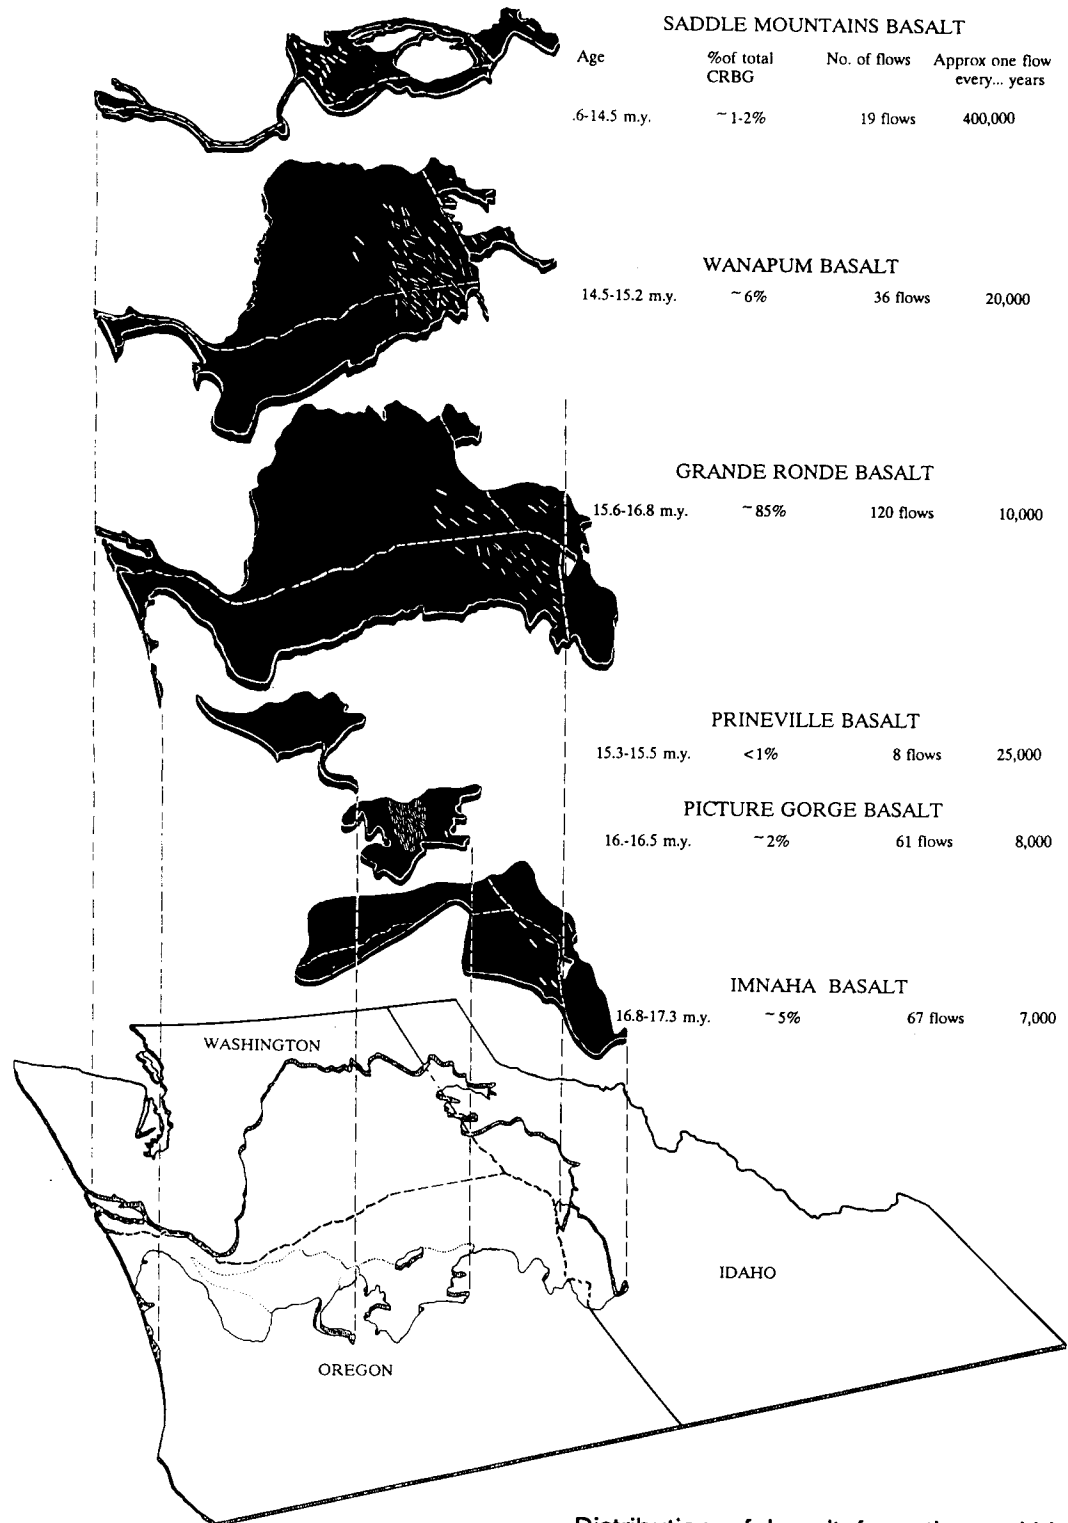 SADDLE MOUNTAINS BASALT
Age %of total No. of flows Approx one flow
CRBG every... years
.6-14.5 m.y. ~1-2% 19 flows 400,000
WANAPUM BASALT
14.5-15.2 m.y. ~6% 36 flows 20,000
GRANDE RONDE BASALT
15.6-16.8 m.y. ~85% 120 flows 10,000
PRINEVILLE BASALT
15.3-15.5 m.y. <1% 8 flows 25,000
PICTURE GORGE BASALT
16.-16.5 m.y. ~2% 61 flows 8,000
IMNAHA BASALT
16.8-17.3 m.y. ~5% 67 flows 7,000
WASHINGTON
IDAHO
OREGON